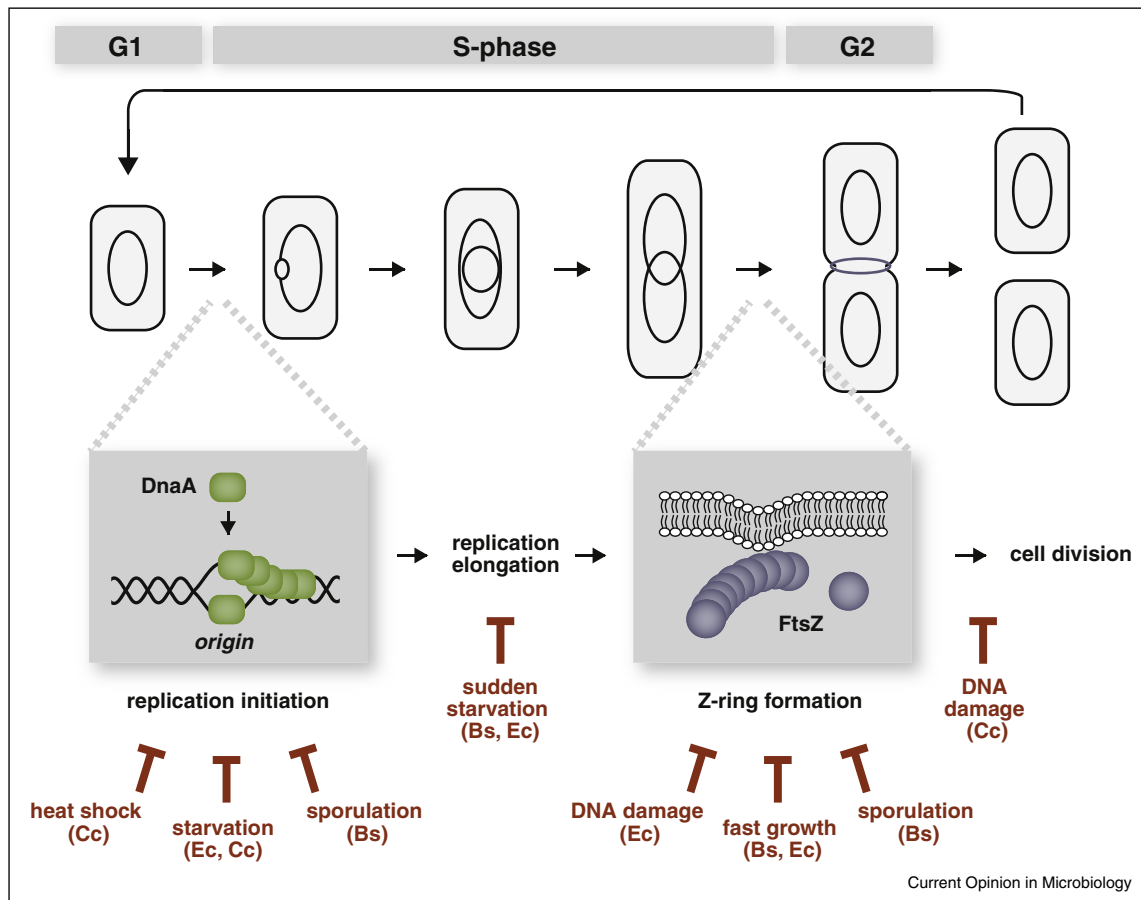 G1
S-phase
G2
DnaA
origin
replication
elongation
FtsZ
cell division
replication initiation
sudden
starvation
(Bs, Ec)
Z-ring formation
DNA
damage
(Cc)
heat shock
(Cc)
starvation
(Ec, Cc)
sporulation
(Bs)
DNA damage
(Ec)
fast growth
(Bs, Ec)
sporulation
(Bs)
Current Opinion in Microbiology